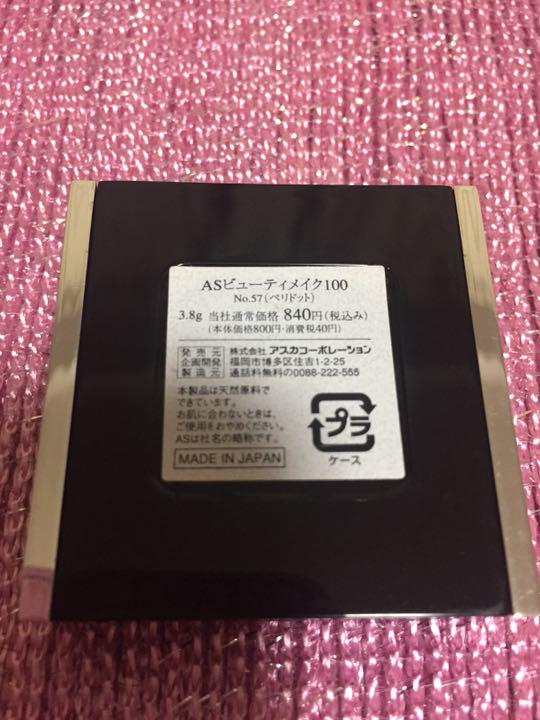 ASビューティメイク100
No.57(ペリドット)
3.8g 当社通常価格 840円(税込み)
(本体価格800円・消費税40円)
発売元 株式会社 アスカコーポレーション
企画開発 福岡市博多区住吉1-2-25
製造元 通話料無料の0088-222-555
本製品は天然原料で
できています。
お肌に合わないときは、
ご使用をおやめください。
ASは社名の略称です。
MADE IN JAPAN
プラ
ケース